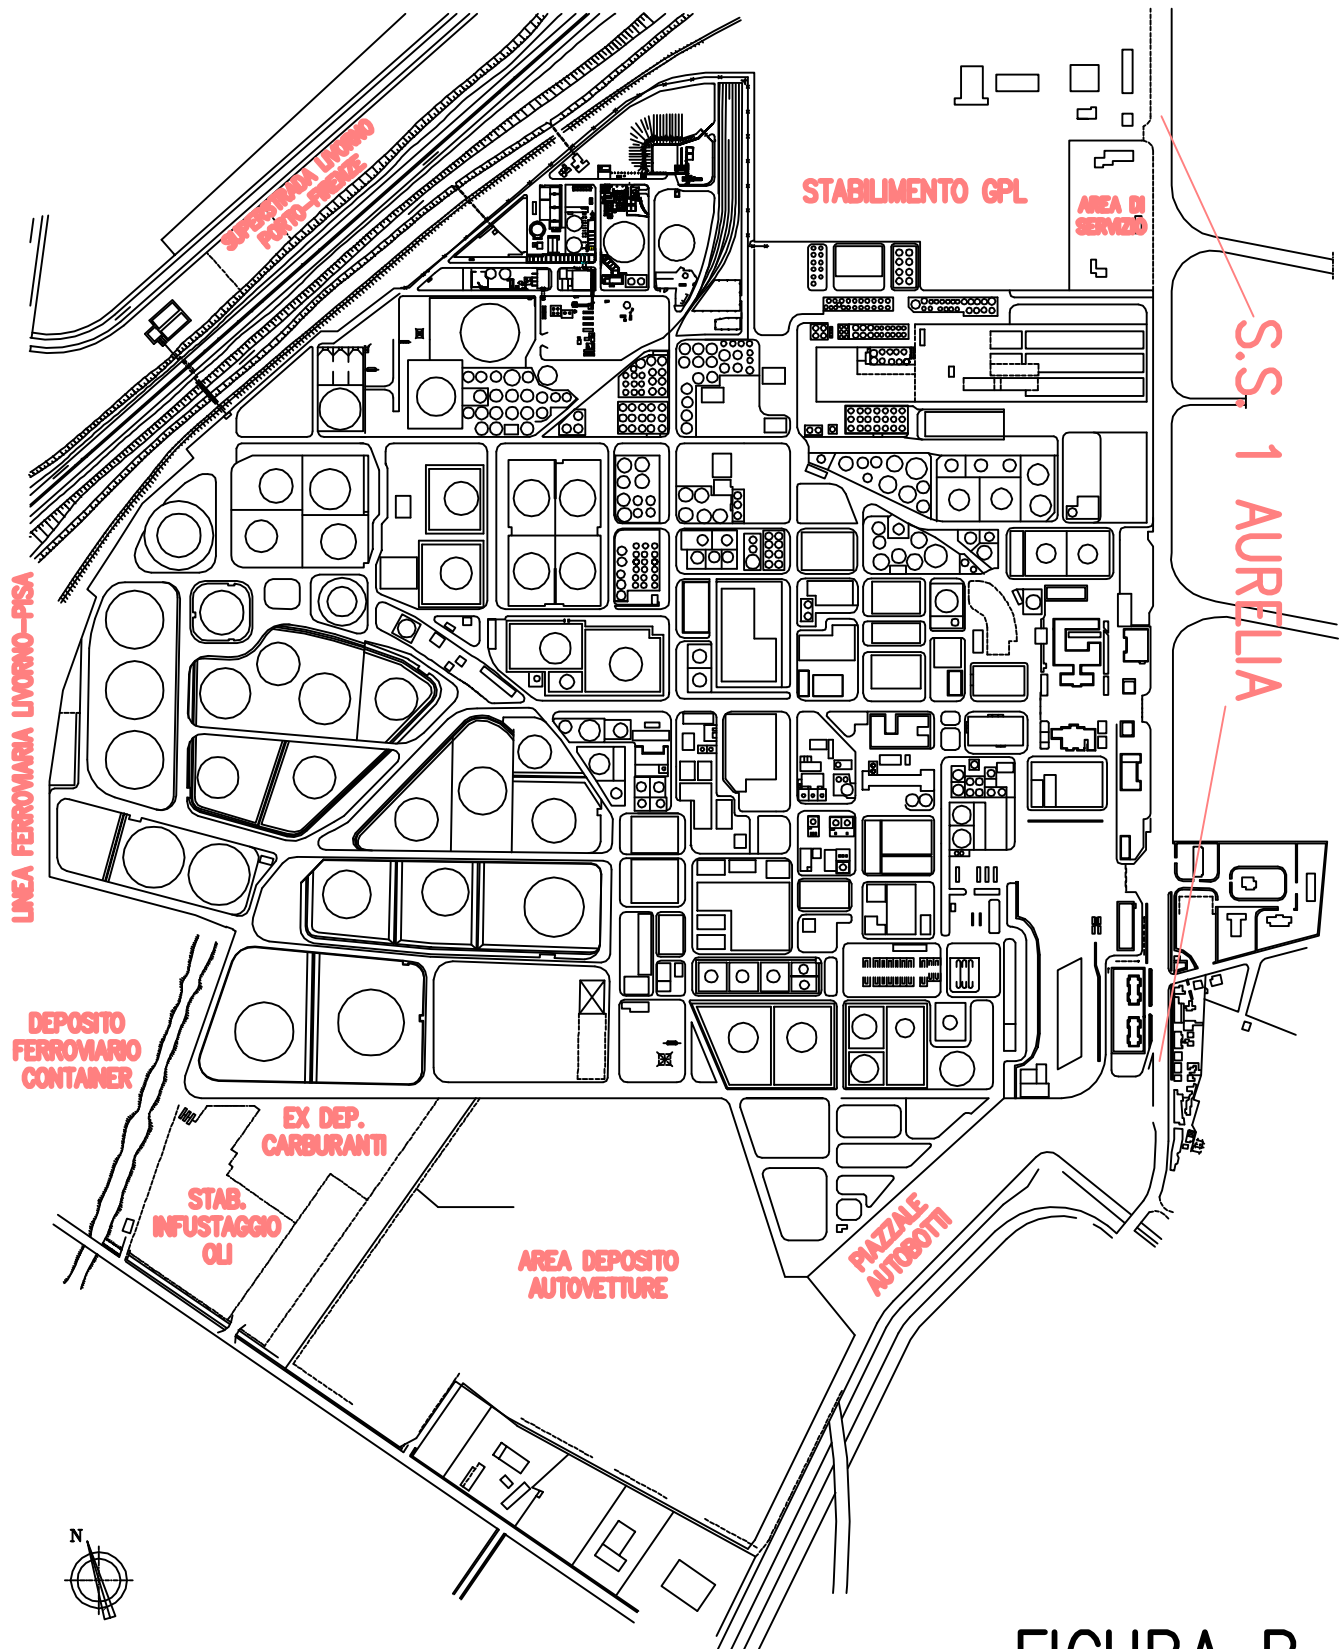 SUPERSTRADA LIVORNO
PORTO-FIRENZE
STABILIMENTO GPL
AREA DI
SERVIZIO
S.S 1 AURELIA
LINEA FERROVIARIA LIVORNO-PISA
DEPOSITO
FERROVIARIO
CONTAINER
EX DEP.
CARBURANTI
STAB.
INFUSTAGGIO
OLI
AREA DEPOSITO
AUTOVETTURE
PIAZZALE
AUTOBOTTI
N
FIGURA B